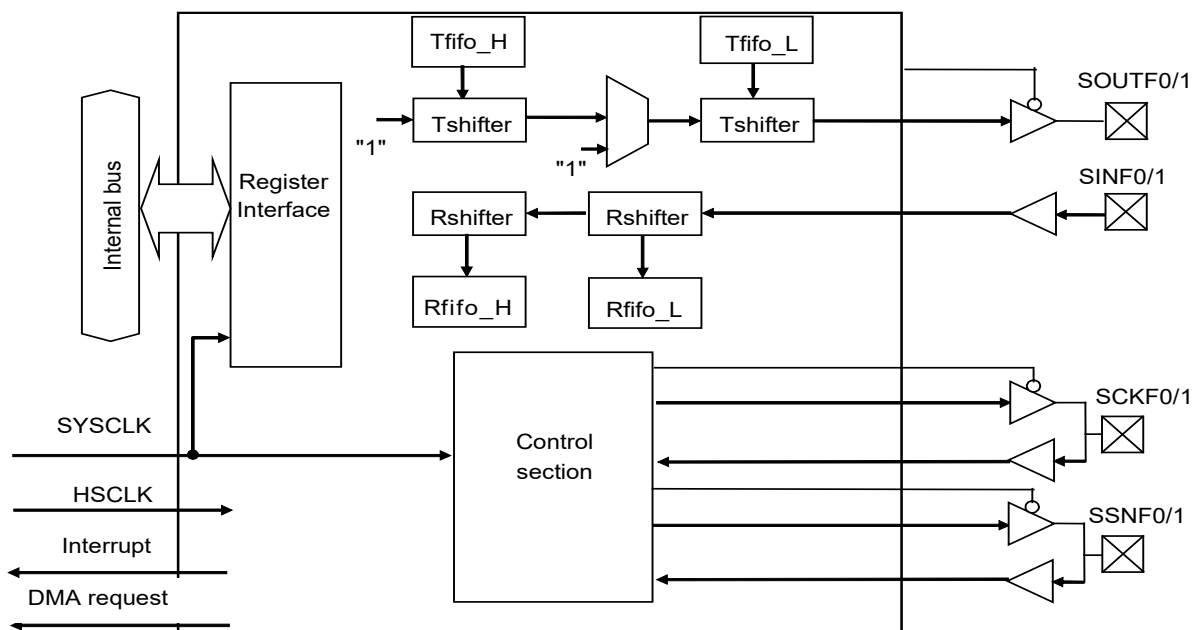 Tfifo_H
Tfifo_L
SOUTF0/1
Tshifter
Tshifter
"1"
"1"
SINF0/1
Internal bus
Register
Interface
Rshifter
Rshifter
Rfifo_H
Rfifo_L
SCKF0/1
SYSCLK
Control
section
HSCLK
SSNF0/1
Interrupt
DMA request